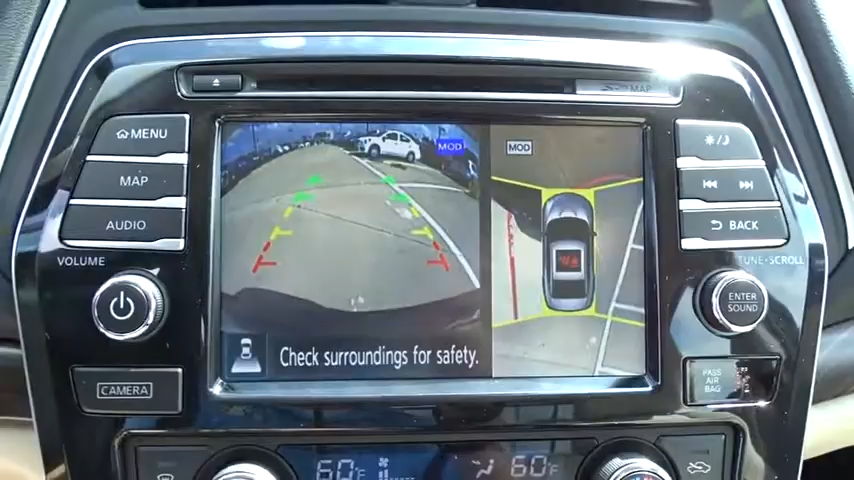 MAP
MENU
MAP
AUDIO
VOLUME
CAMERA
MOD
MOD
Check surroundings for safety.
BACK
TUNE·SCROLL
ENTER
SOUND
PASS
AIR
BAG
60°F
60°F